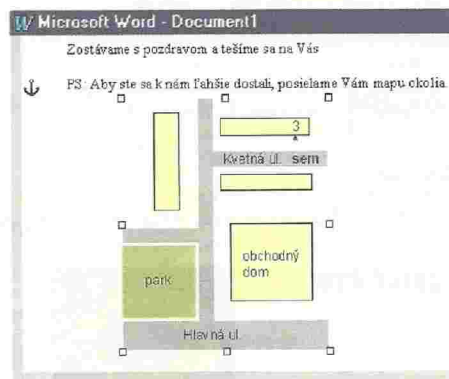 Microsoft Word - Document1
Zostávame s pozdravom a tešíme sa na Vás
PS: Aby ste sa k nám ľahšie dostali, posielame Vám mapu okolia.
3
Kvetná ul. sem
obchodný
dom
park
Hlavná ul.